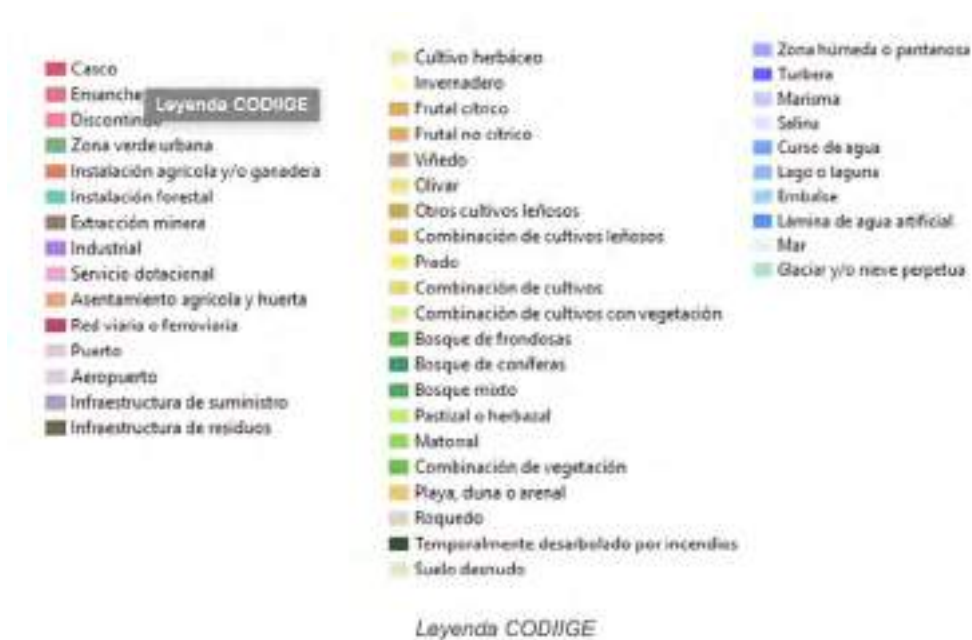 Casco
Ensanche
Leyenda CODIIGE
Discontinuo
Zona verde urbana
Instalación agrícola y/o ganadera
Instalación forestal
Extracción minera
Industrial
Servicio dotacional
Asentamiento agrícola y huerta
Red viaria o ferroviaria
Puerto
Aeropuerto
Infraestructura de suministro
Infraestructura de residuos
Cultivo herbáceo
Invernadero
Frutal cítrico
Frutal no cítrico
Viñedo
Olivar
Otros cultivos leñosos
Combinación de cultivos leñosos
Prado
Combinación de cultivos
Combinación de cultivos con vegetación
Bosque de frondosas
Bosque de coníferas
Bosque mixto
Pastizal o herbazal
Matorral
Combinación de vegetación
Playa, duna o arenal
Roquedo
Temporalmente desarbolado por incendios
Suelo desnudo
Zona húmeda o pantanosa
Turbera
Marisma
Salina
Curso de agua
Lago o laguna
Embalse
Lámina de agua artificial
Mar
Glaciar y/o nieve perpetua
Leyenda CODIIGE